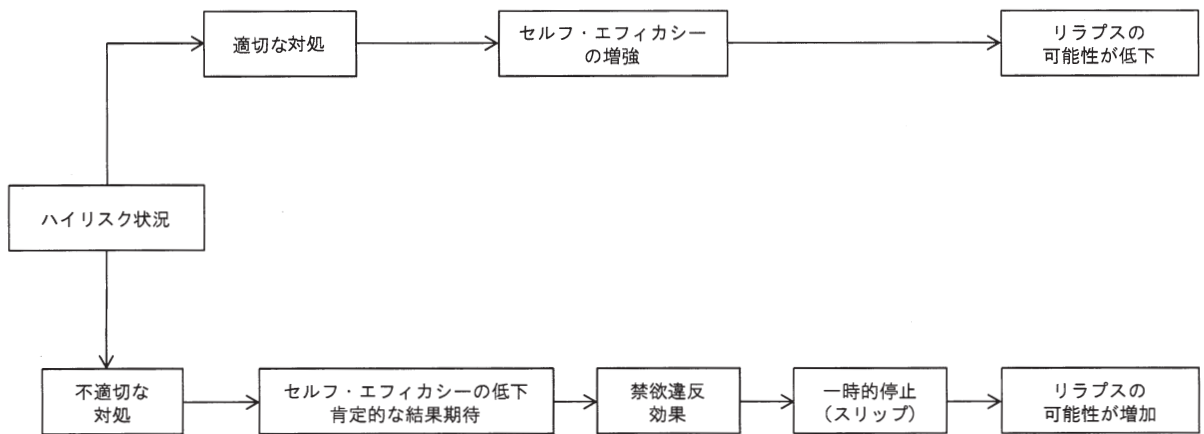 適切な対処
セルフ・エフィカシー
の増強
リラプスの
可能性が低下
ハイリスク状況
不適切な
対処
セルフ・エフィカシーの低下
肯定的な結果期待
禁欲違反
効果
一時的停止
(スリップ)
リラプスの
可能性が増加